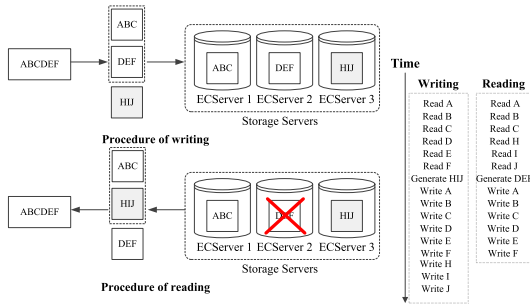 ABC
ABCDEF
DEF
HIJ
ABC
DEF
HIJ
ECServer 1
ECServer 2
ECServer 3
Storage Servers
Procedure of writing
ABC
ABCDEF
HIJ
DEF
ABC
DEF
HIJ
ECServer 1
ECServer 2
ECServer 3
Storage Servers
Procedure of reading
Time
Writing
Read A
Read B
Read C
Read D
Read E
Read F
Generate HIJ
Write A
Write B
Write C
Write D
Write E
Write F
Write H
Write I
Write J
Reading
Read A
Read B
Read C
Read H
Read I
Read J
Generate DEF
Write A
Write B
Write C
Write D
Write E
Write F